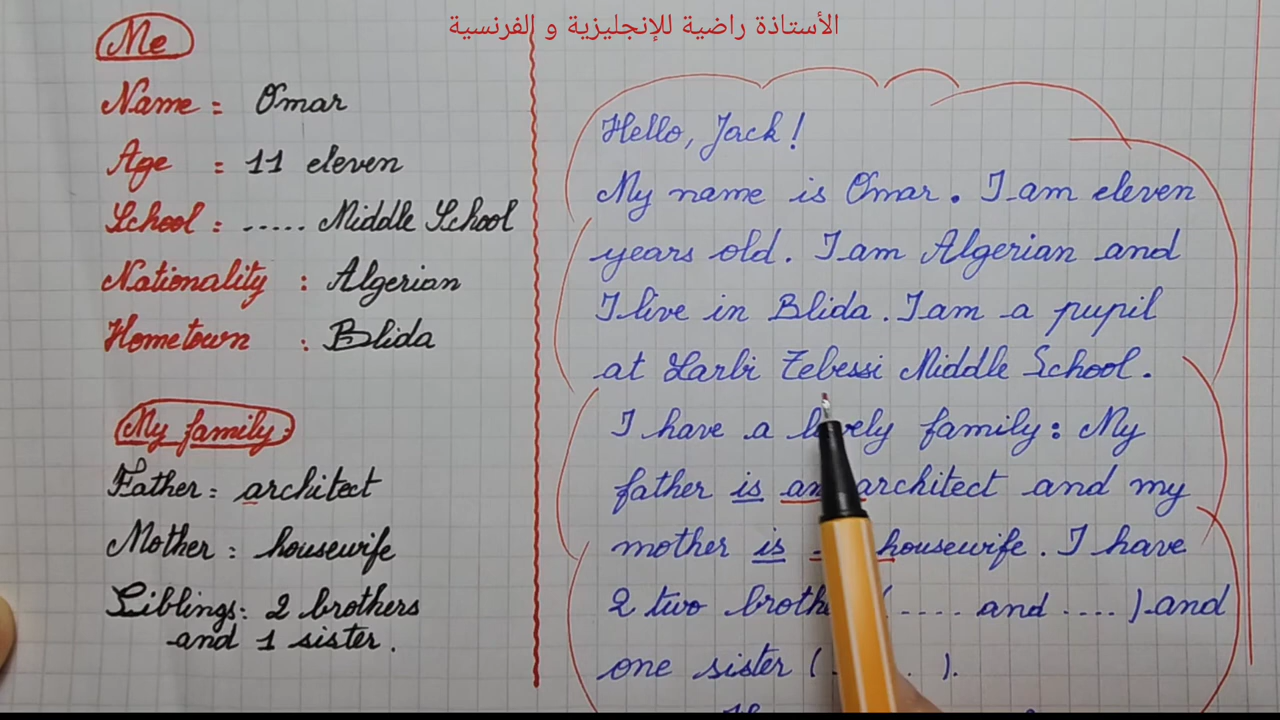 الأستاذة راضية للإنجليزية و الفرنسية
Me
Name : Omar
Age : 11 eleven
School : ..... Middle School
Nationality : Algerian
Hometown : Blida
My family :
Father : architect
Mother : housewife
Siblings : 2 brothers
and 1 sister .
Hello, Jack !
My name is Omar . I am eleven
years old . I am Algerian and
I live in Blida . I am a pupil
at Larbi Tebessi Middle School .
I have a lovely family : My
father is an architect and my
mother is housewife . I have
2 two ( .... and .... ) and
one sister ( ).